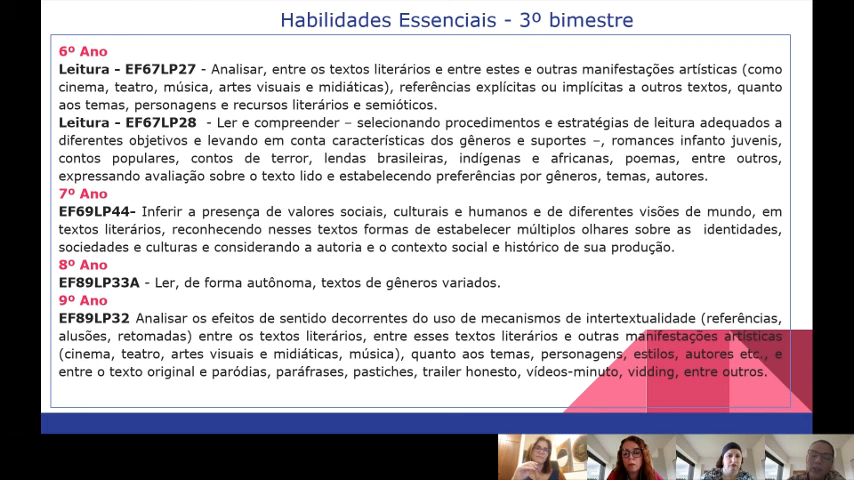 Habilidades Essenciais - 3º bimestre
6º Ano
Leitura – EF67LP27 - Analisar, entre os textos literários e entre estes e outras manifestações artísticas (como
cinema, teatro, música, artes visuais e midiáticas), referências explícitas ou implícitas a outros textos, quanto
aos temas, personagens e recursos literários e semióticos.
Leitura – EF67LP28 - Ler e compreender – selecionando procedimentos e estratégias de leitura adequados a
diferentes objetivos e levando em conta características dos gêneros e suportes –, romances infanto juvenis,
contos populares, contos de terror, lendas brasileiras, indígenas e africanas, poemas, entre outros,
expressando avaliação sobre o texto lido e estabelecendo preferências por gêneros, temas, autores.
7º Ano
EF69LP44- Inferir a presença de valores sociais, culturais e humanos e de diferentes visões de mundo, em
textos literários, reconhecendo nesses textos formas de estabelecer múltiplos olhares sobre as identidades,
sociedades e culturas e considerando a autoria e o contexto social e histórico de sua produção.
8º Ano
EF89LP33A - Ler, de forma autônoma, textos de gêneros variados.
9º Ano
EF89LP32 Analisar os efeitos de sentido decorrentes do uso de mecanismos de intertextualidade (referências,
alusões, retomadas) entre os textos literários, entre esses textos literários e outras manifestações artísticas
(cinema, teatro, artes visuais e midiáticas, música), quanto aos temas, personagens, estilos, autores etc., e
entre o texto original e paródias, paráfrases, pastiches, trailer honesto, vídeos-minuto, vidding, entre outros.